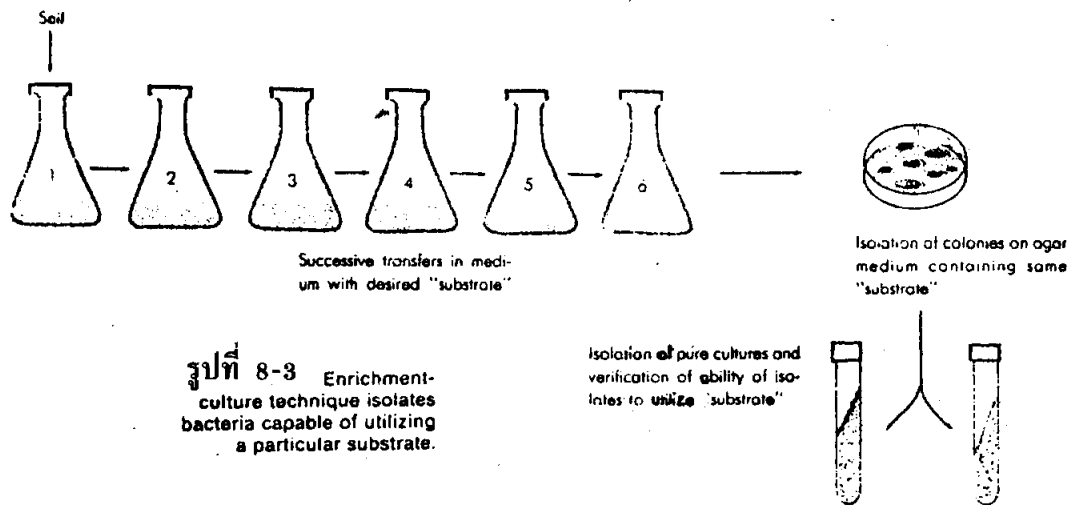 Soil
1
2
3
4
5
6
Successive transfers in medi-
um with desired "substrate"
Isolation of colonies on agar
medium containing same
"substrate"
รูปที่ 8-3 Enrichment-
culture technique isolates
bacteria capable of utilizing
a particular substrate.
Isolation of pure cultures and
verification of ability of iso-
lates to utilize "substrate"